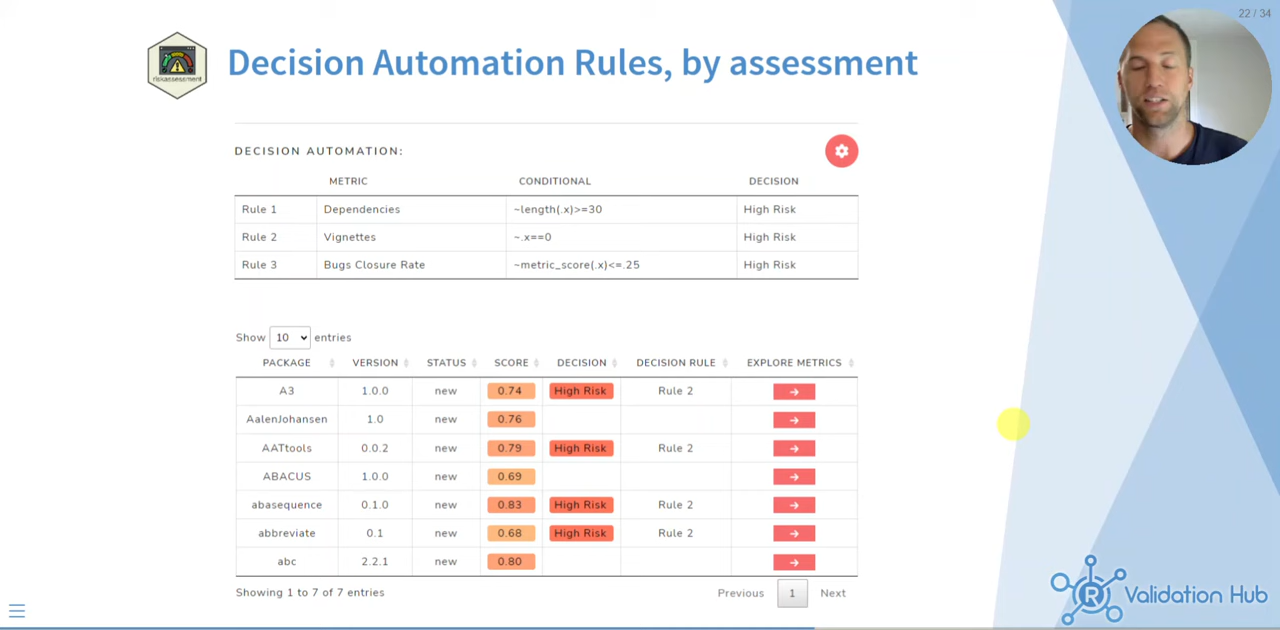 22 / 34
riskassessment
Decision Automation Rules, by assessment
DECISION AUTOMATION:
METRIC CONDITIONAL DECISION
Rule 1 Dependencies ~length(.x)>=30 High Risk
Rule 2 Vignettes ~.x==0 High Risk
Rule 3 Bugs Closure Rate ~metric_score(.x)<=.25 High Risk
Show 10 entries
PACKAGE VERSION STATUS SCORE DECISION DECISION RULE EXPLORE METRICS
A3 1.0.0 new 0.74 High Risk Rule 2
AalenJohansen 1.0 new 0.76
AATtools 0.0.2 new 0.79 High Risk Rule 2
ABACUS 1.0.0 new 0.69
abasequence 0.1.0 new 0.83 High Risk Rule 2
abbreviate 0.1 new 0.68 High Risk Rule 2
abc 2.2.1 new 0.80
Showing 1 to 7 of 7 entries Previous 1 Next
R Validation Hub